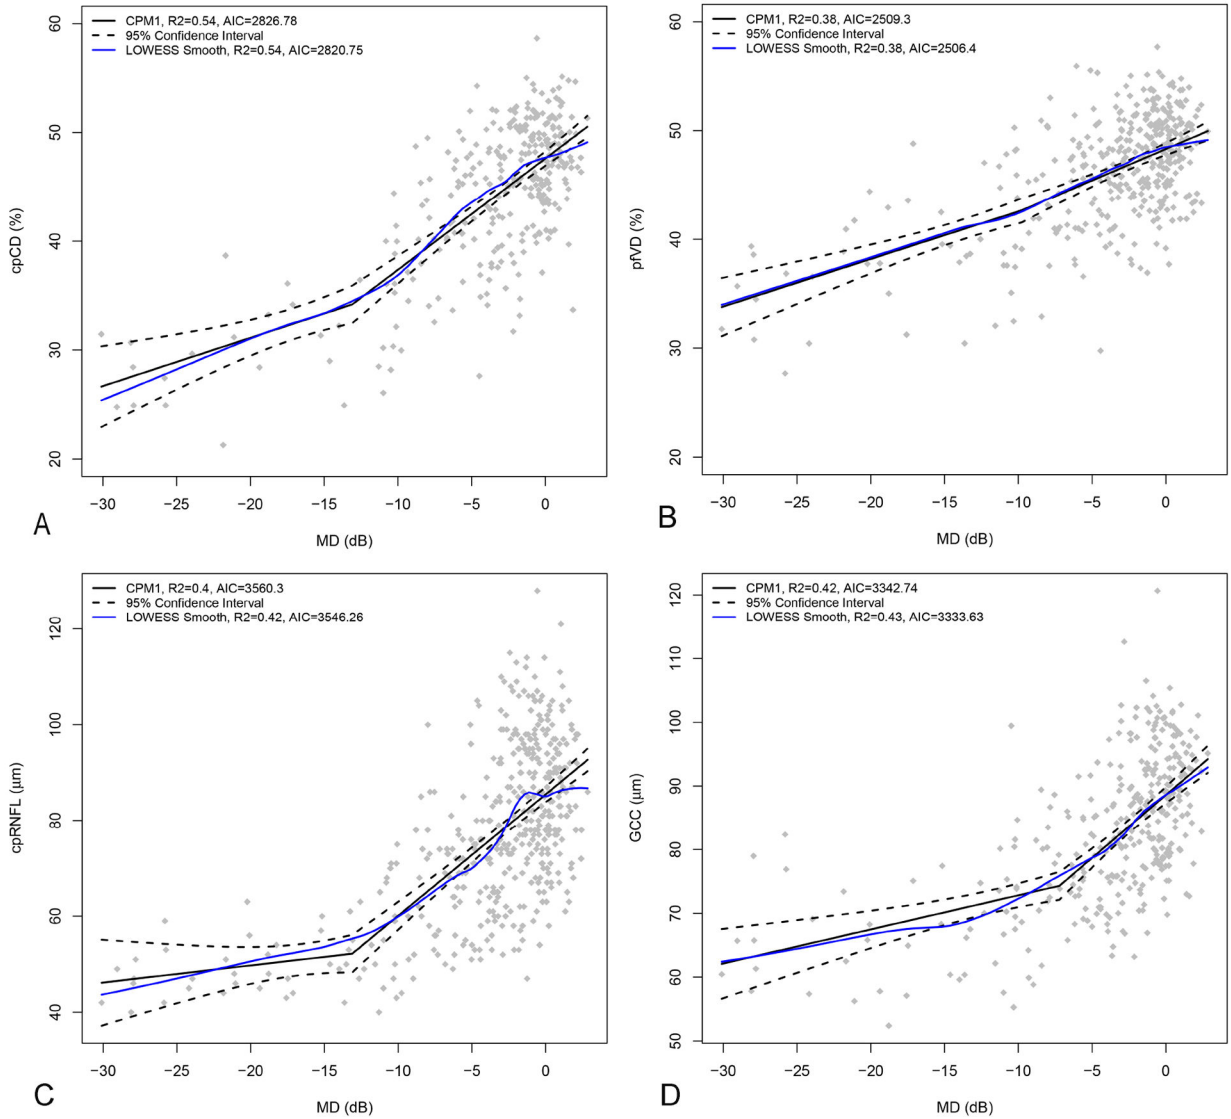 CPM1, R2=0.54, AIC=2826.78
95% Confidence Interval
LOWESS Smooth, R2=0.54, AIC=2820.75
60
50
40
30
20
cpCD (%)
−30 −25 −20 −15 −10 −5 0
MD (dB)
A
CPM1, R2=0.38, AIC=2509.3
95% Confidence Interval
LOWESS Smooth, R2=0.38, AIC=2506.4
60
50
40
30
20
pfVD (%)
−30 −25 −20 −15 −10 −5 0
MD (dB)
B
CPM1, R2=0.4, AIC=3560.3
95% Confidence Interval
LOWESS Smooth, R2=0.42, AIC=3546.26
120
100
80
60
40
cpRNFL (μm)
−30 −25 −20 −15 −10 −5 0
MD (dB)
C
CPM1, R2=0.42, AIC=3342.74
95% Confidence Interval
LOWESS Smooth, R2=0.43, AIC=3333.63
120
110
100
90
80
70
60
50
GCC (μm)
−30 −25 −20 −15 −10 −5 0
MD (dB)
D